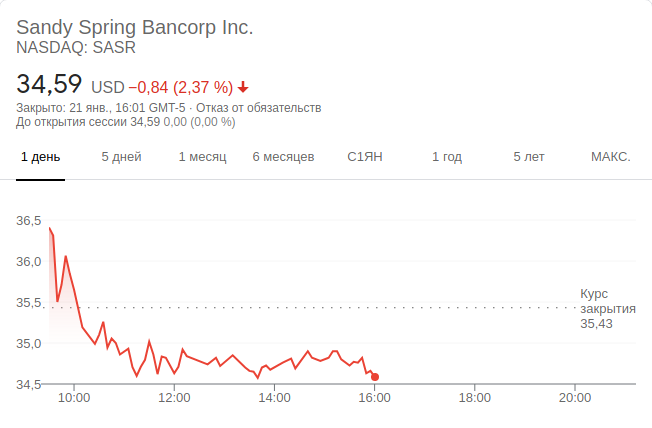 Sandy Spring Bancorp Inc.
NASDAQ: SASR
34,59 USD −0,84 (2,37 %)
Закрыто: 21 янв., 16:01 GMT-5 · Отказ от обязательств
До открытия сессии 34,59 0,00 (0,00 %)
1 день 5 дней 1 месяц 6 месяцев С1ЯН 1 год 5 лет МАКС.
36,5
36,0
35,5
35,0
34,5
Курс
закрытия
35,43
10:00 12:00 14:00 16:00 18:00 20:00